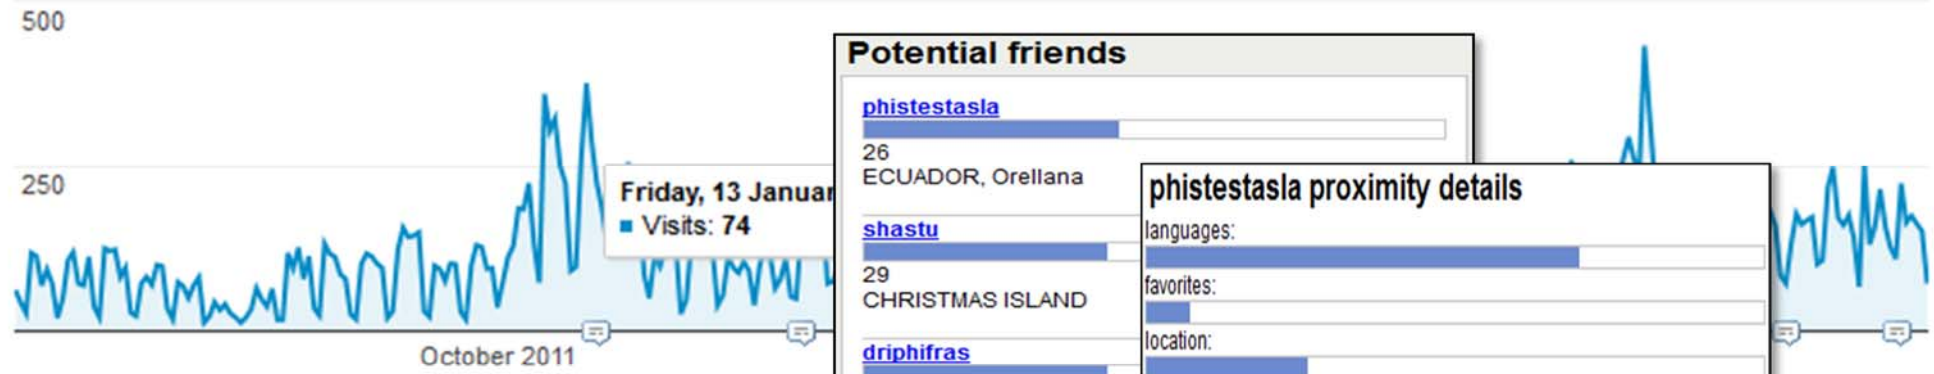 500
250
October 2011
Friday, 13 Januar
Visits: 74
Potential friends
phistestasla
26
ECUADOR, Orellana
shastu
29
CHRISTMAS ISLAND
driphifras
phistestasla proximity details
languages:
favorites:
location: